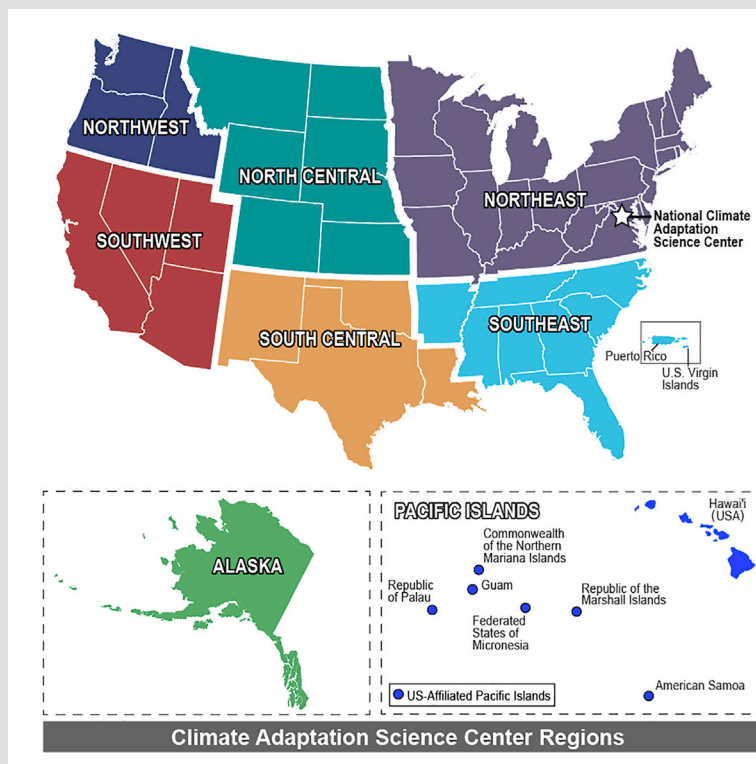 NORTHWEST
NORTH CENTRAL
NORTHEAST
National Climate
Adaptation
Science Center
SOUTHWEST
SOUTH CENTRAL
SOUTHEAST
Puerto Rico
U.S. Virgin
Islands
ALASKA
PACIFIC ISLANDS
Hawai'i
(USA)
Commonwealth
of the Northern
Mariana Islands
Republic
of Palau
Guam
Federated
States of
Micronesia
Republic of the
Marshall Islands
American Samoa
US-Affiliated Pacific Islands
Climate Adaptation Science Center Regions